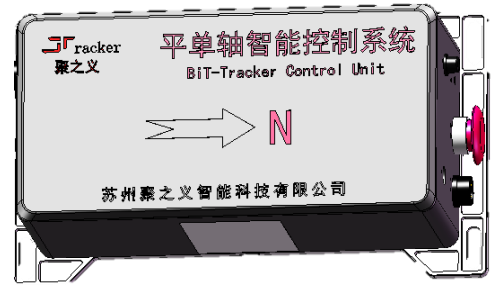 JTracker
聚之义
平单轴智能控制系统
BiT-Tracker Control Unit
N
苏州聚之义智能科技有限公司